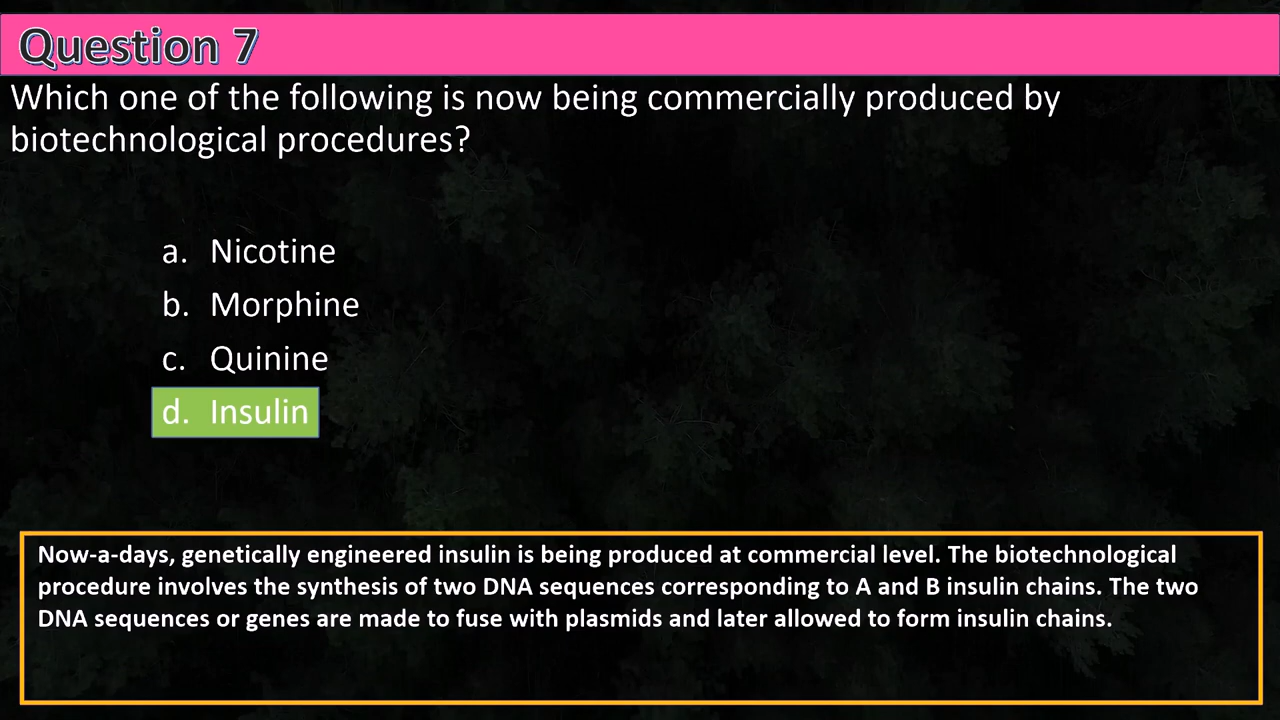 Question 7
Which one of the following is now being commercially produced by
biotechnological procedures?
a. Nicotine
b. Morphine
c. Quinine
d. Insulin
Now-a-days, genetically engineered insulin is being produced at commercial level. The biotechnological
procedure involves the synthesis of two DNA sequences corresponding to A and B insulin chains. The two
DNA sequences or genes are made to fuse with plasmids and later allowed to form insulin chains.